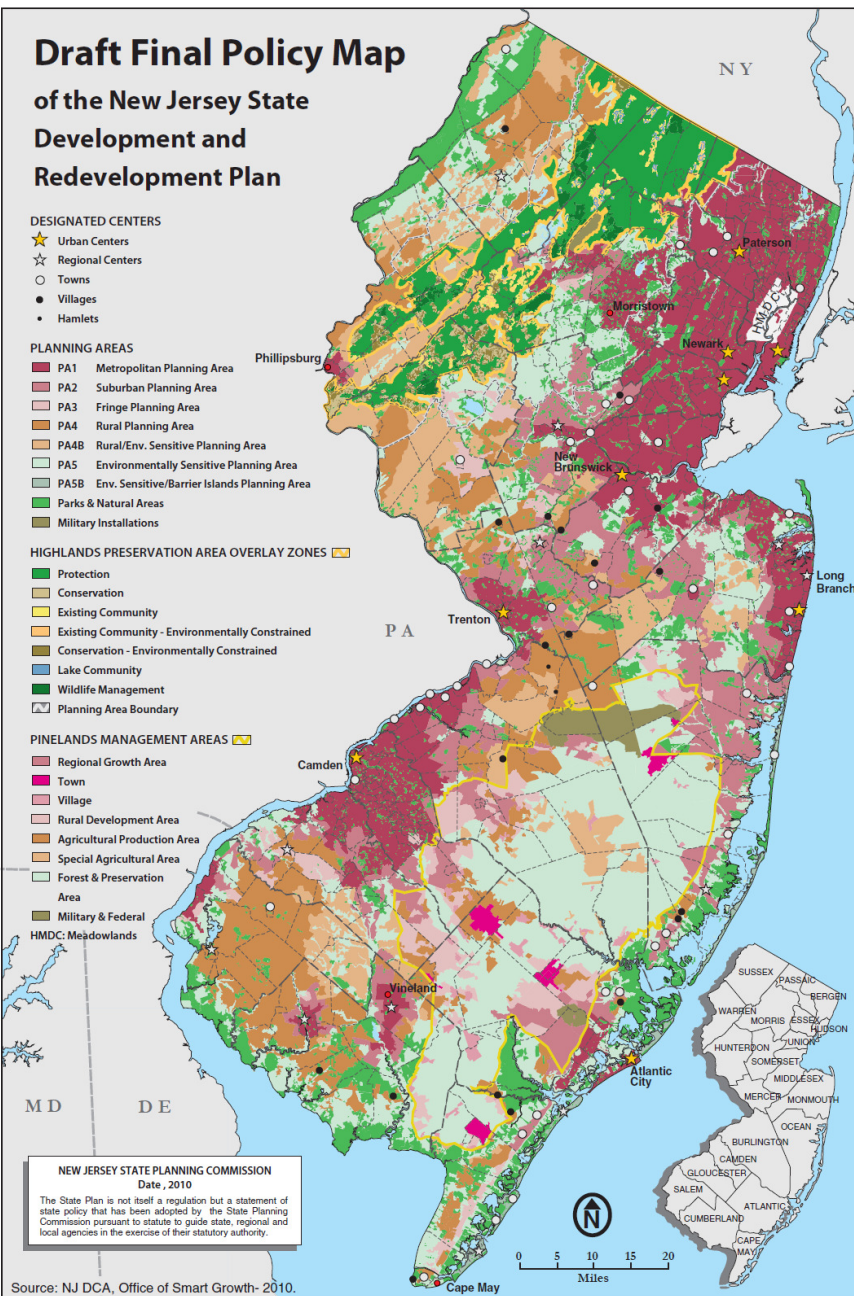 Draft Final Policy Map
of the New Jersey State
Development and
Redevelopment Plan
DESIGNATED CENTERS
Urban Centers
Regional Centers
Towns
Villages
Hamlets
PLANNING AREAS
PA1 Metropolitan Planning Area
PA2 Suburban Planning Area
PA3 Fringe Planning Area
PA4 Rural Planning Area
PA4B Rural/Env. Sensitive Planning Area
PA5 Environmentally Sensitive Planning Area
PA5B Env. Sensitive/Barrier Islands Planning Area
Parks & Natural Areas
Military Installations
HIGHLANDS PRESERVATION AREA OVERLAY ZONES
Protection
Conservation
Existing Community
Existing Community - Environmentally Constrained
Conservation - Environmentally Constrained
Lake Community
Wildlife Management
Planning Area Boundary
PINELANDS MANAGEMENT AREAS
Regional Growth Area
Town
Village
Rural Development Area
Agricultural Production Area
Special Agricultural Area
Forest & Preservation
Area
Military & Federal
HMDC: Meadowlands
NY
Paterson
HMDC
Morristown
Newark
Phillipsburg
New
Brunswick
Long
Branch
Trenton
PA
Camden
Vineland
Atlantic
City
MD
DE
Cape May
NEW JERSEY STATE PLANNING COMMISSION
Date , 2010
The State Plan is not itself a regulation but a statement of
state policy that has been adopted by the State Planning
Commission pursuant to statute to guide state, regional and
local agencies in the exercise of their statutory authority.
Source: NJ DCA, Office of Smart Growth- 2010.
N
0 5 10 15 20
Miles
SUSSEX
PASSAIC
BERGEN
WARREN
MORRIS
ESSEX
HUDSON
UNION
HUNTERDON
SOMERSET
MIDDLESEX
MERCER
MONMOUTH
OCEAN
BURLINGTON
CAMDEN
GLOUCESTER
SALEM
ATLANTIC
CUMBERLAND
CAPE
MAY